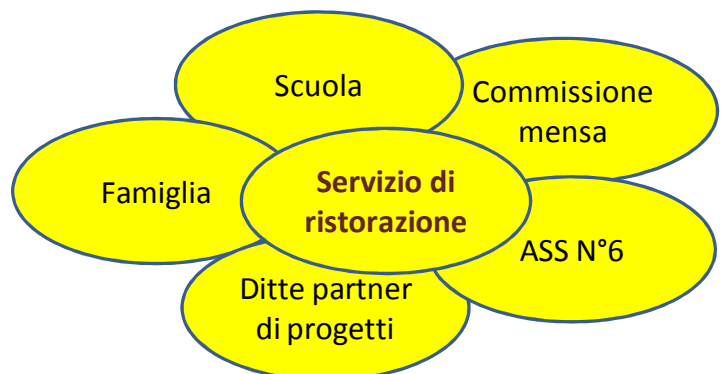 Scuola
Commissione
mensa
Famiglia
Servizio di
ristorazione
ASS N°6
Ditte partner
di progetti